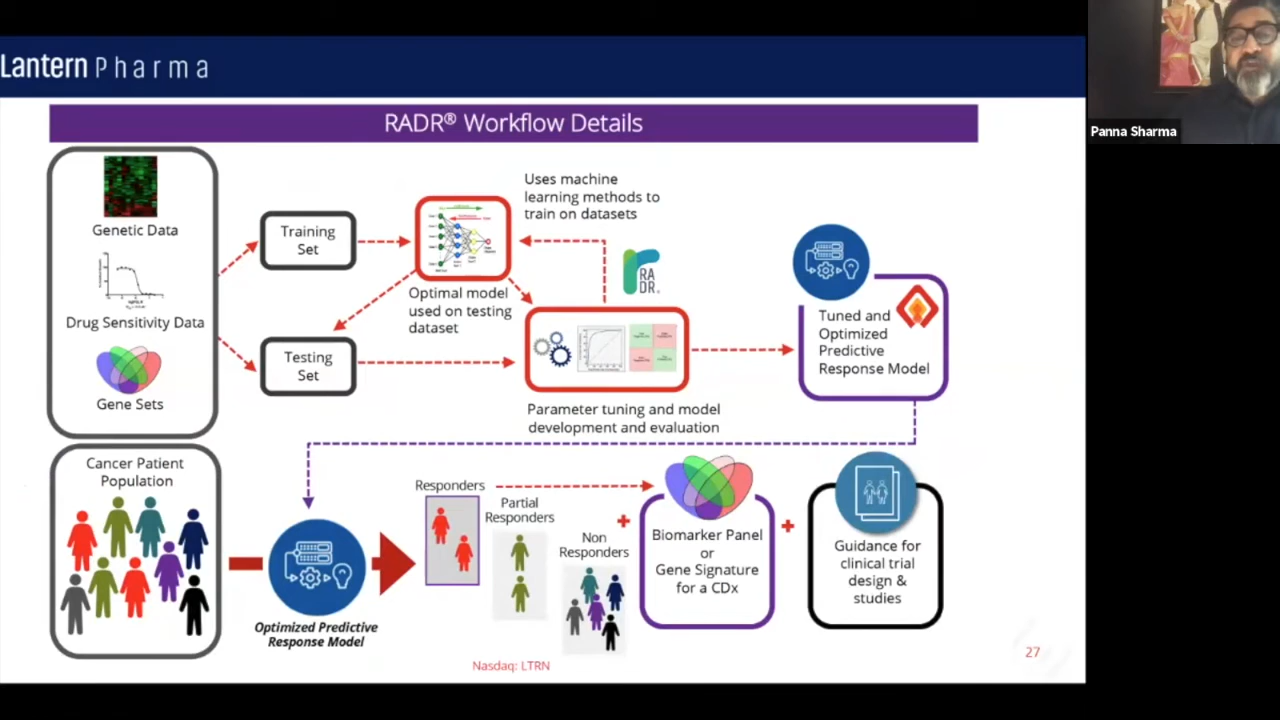 Lantern Pharma
Panna Sharma
RADR® Workflow Details
Genetic Data
Drug Sensitivity Data
Gene Sets
Training
Set
Testing
Set
Optimal model
used on testing
dataset
Uses machine
learning methods to
train on datasets
RA
DR®
Parameter tuning and model
development and evaluation
Tuned and
Optimized
Predictive
Response Model
Cancer Patient
Population
Optimized Predictive
Response Model
Responders
Partial
Responders
Non
Responders
Biomarker Panel
or
Gene Signature
for a CDx
Guidance for
clinical trial
design &
studies
Nasdaq: LTRN
27